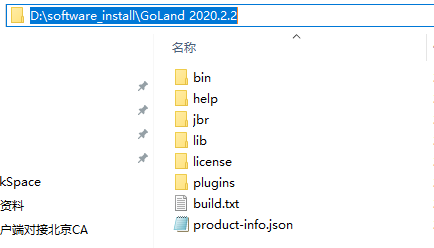 D:\software_install\GoLand 2020.2.2
名称
bin
help
jbr
lib
license
plugins
build.txt
product-info.json
kSpace
资料
户端对接北京CA